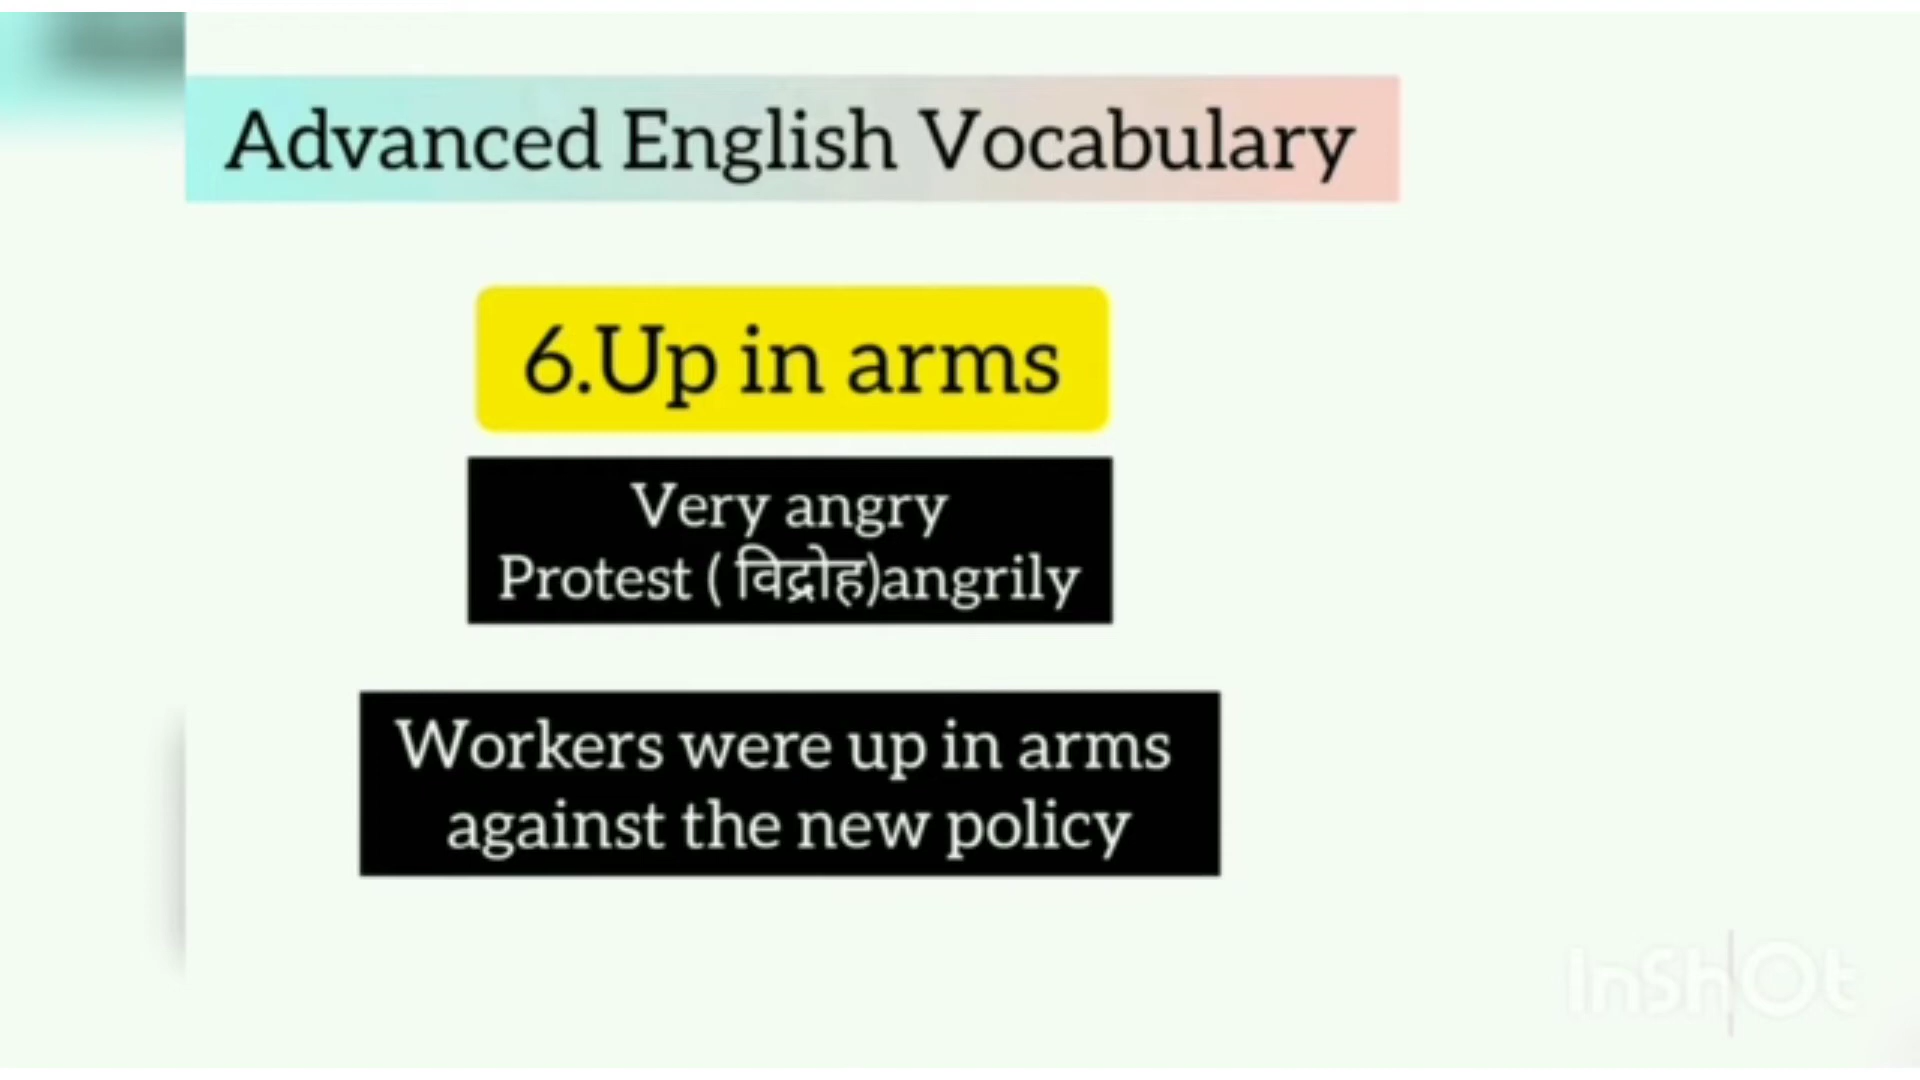 Advanced English Vocabulary
6.Up in arms
Very angry
Protest ( विद्रोह)angrily
Workers were up in arms
against the new policy
InShOt